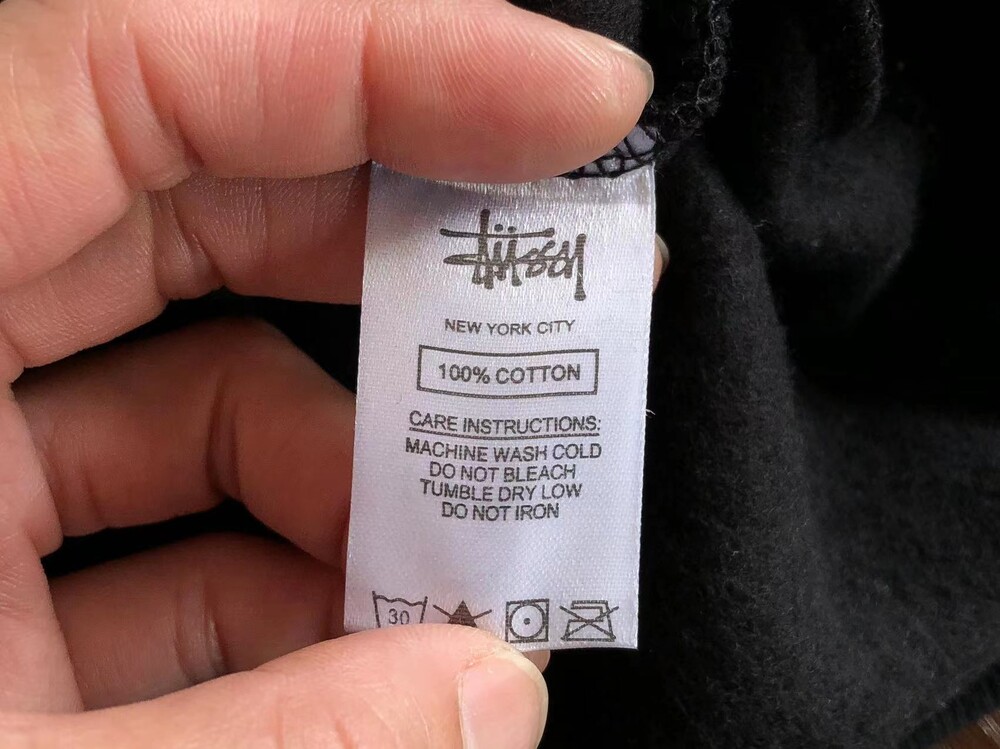 Stüssy
NEW YORK CITY
100% COTTON
CARE INSTRUCTIONS:
MACHINE WASH COLD
DO NOT BLEACH
TUMBLE DRY LOW
DO NOT IRON
30